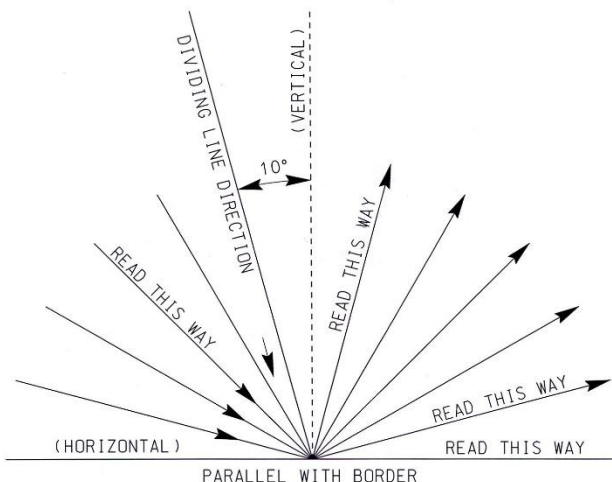 DIVIDING LINE DIRECTION
(VERTICAL)
10°
READ THIS WAY
READ THIS WAY
READ THIS WAY
(HORIZONTAL)
READ THIS WAY
PARALLEL WITH BORDER